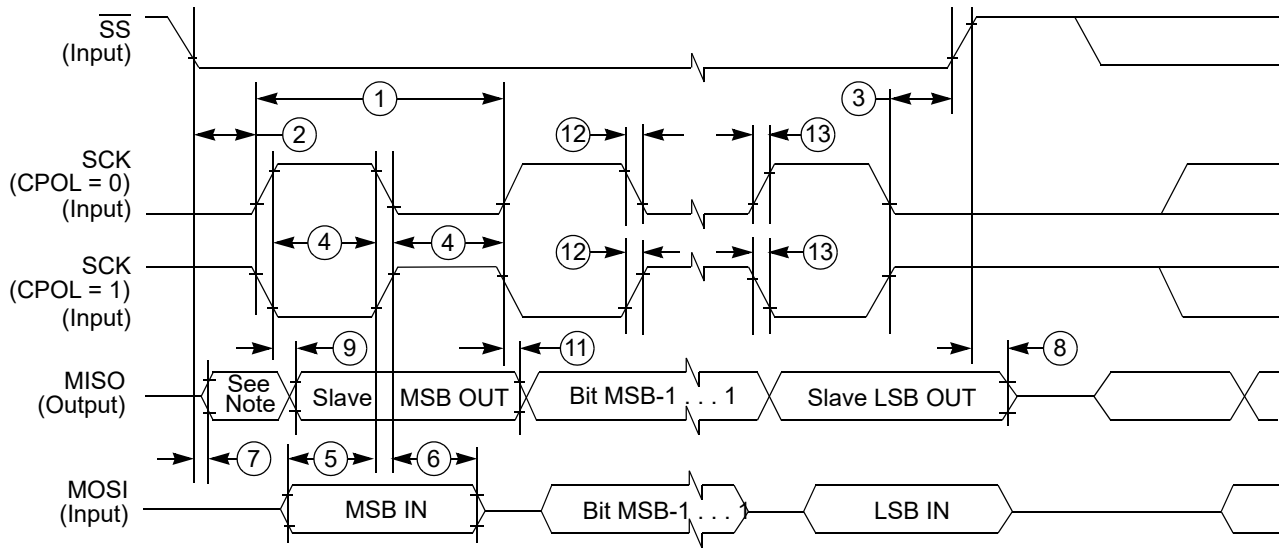 SS
(Input)
1
3
2
12
13
SCK
(CPOL = 0)
(Input)
4
4
12
13
SCK
(CPOL = 1)
(Input)
9
11
8
MISO
(Output)
See
Note
Slave
MSB OUT
Bit MSB-1 . . . 1
Slave LSB OUT
7
5
6
MOSI
(Input)
MSB IN
Bit MSB-1 . . . 1
LSB IN